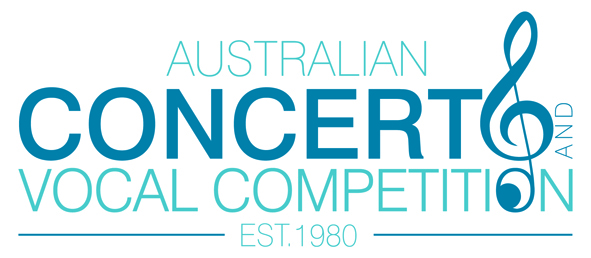 AUSTRALIAN
CONCERTO AND
VOCAL COMPETITION
EST.1980